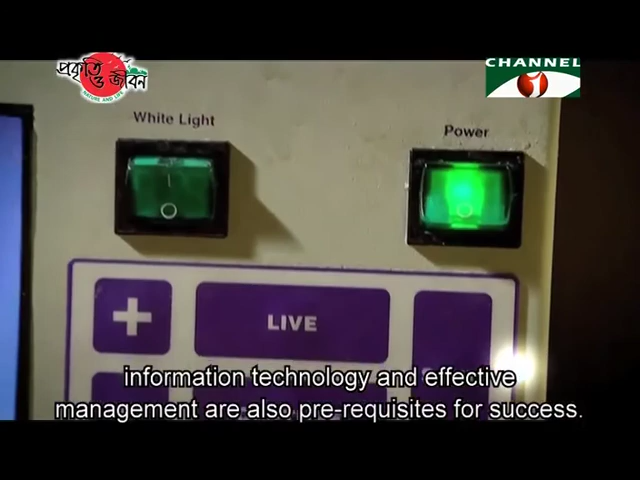 প্রকৃতি ও জীবন
NATURE AND LIFE
CHANNEL
i
White Light
Power
LIVE
information technology and effective
management are also pre-requisites for success.